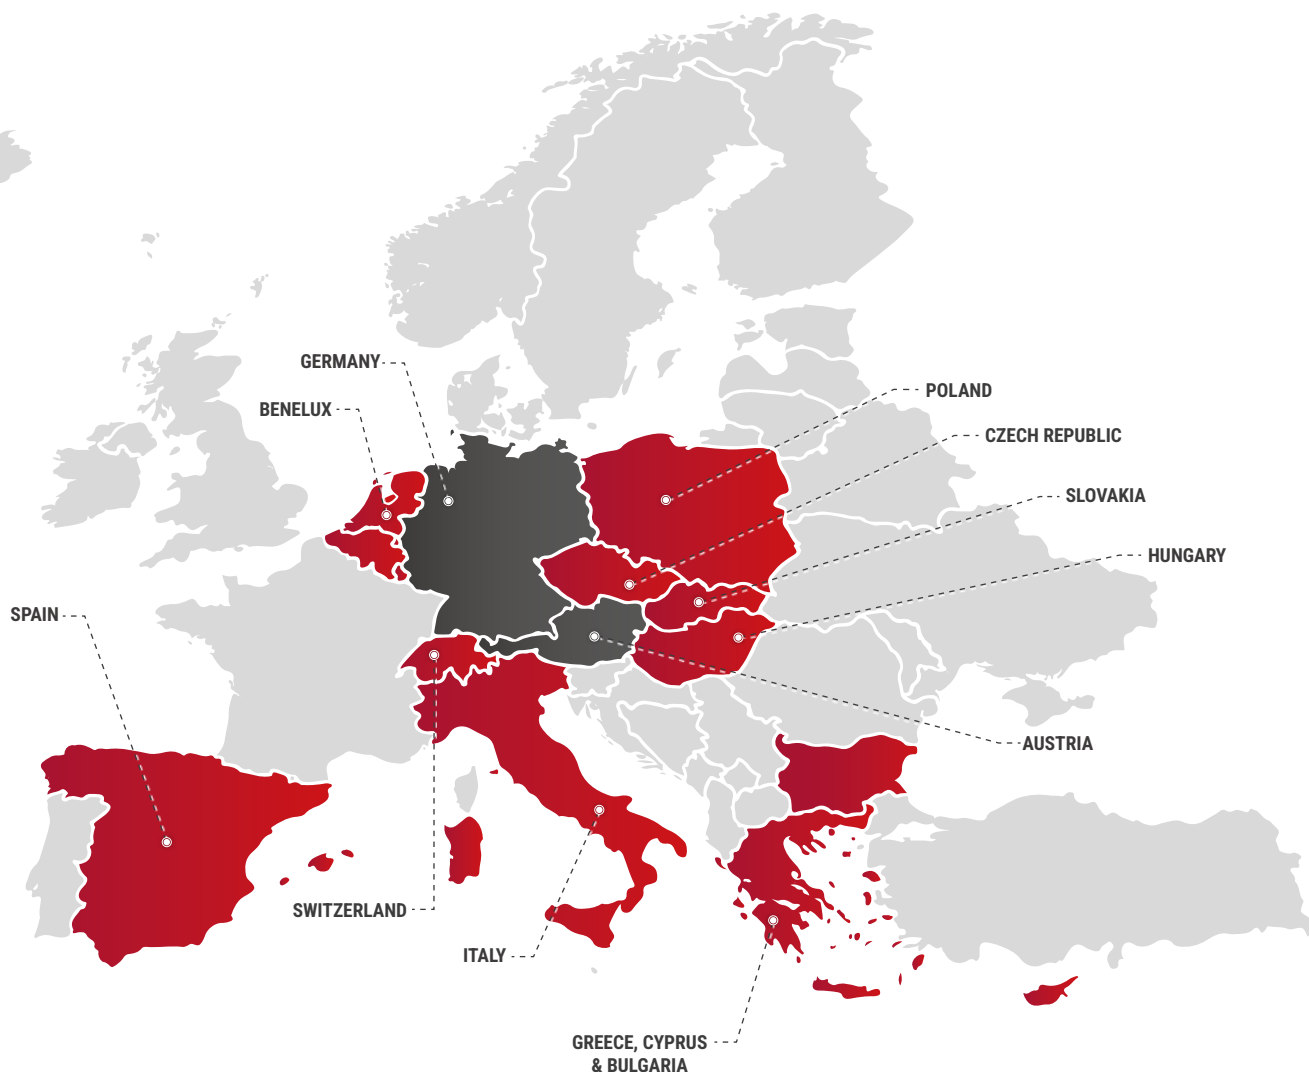 GERMANY
POLAND
BENELUX
CZECH REPUBLIC
SLOVAKIA
HUNGARY
SPAIN
AUSTRIA
SWITZERLAND
ITALY
GREECE, CYPRUS
& BULGARIA